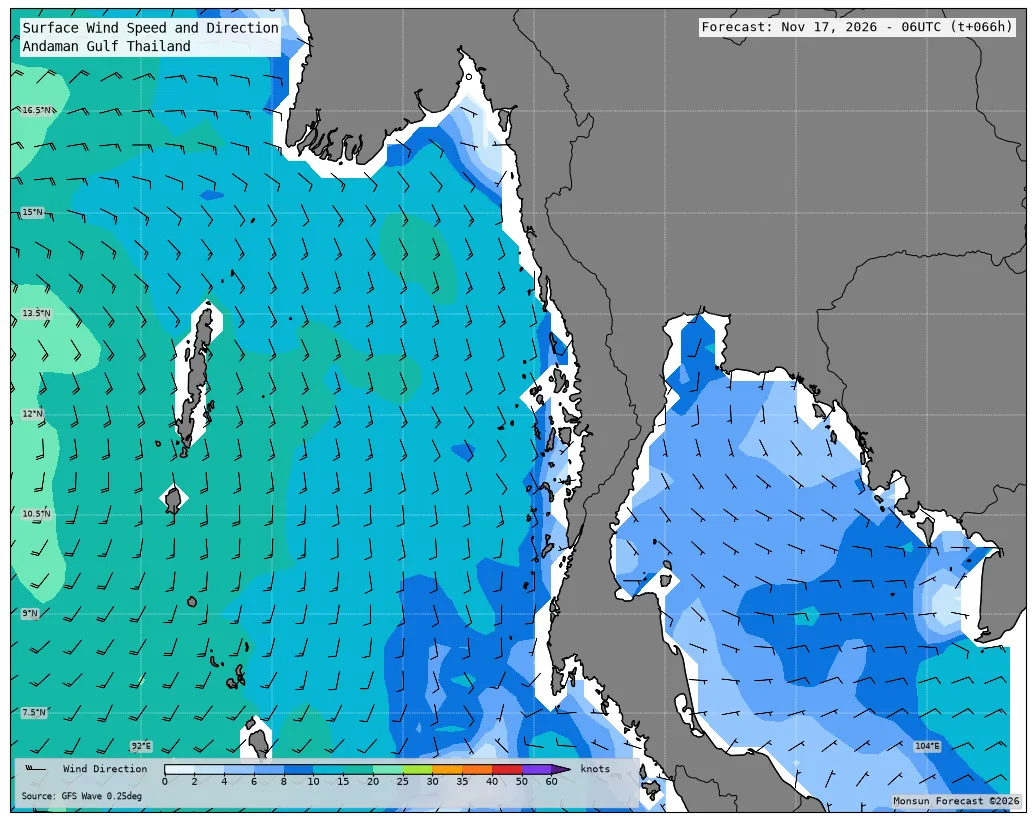 Surface Wind Speed and Direction
Andaman Gulf Thailand
Forecast: Nov 17, 2026 - 06UTC (t+066h)
16.5°N
15°N
13.5°N
12°N
10.5°N
9°N
7.5°N
92°E
104°E
Wind Direction
0 2 4 6 8 10 15 20 25 30 35 40 50 60 knots
Source: GFS Wave 0.25deg
Monsun Forecast ©2026